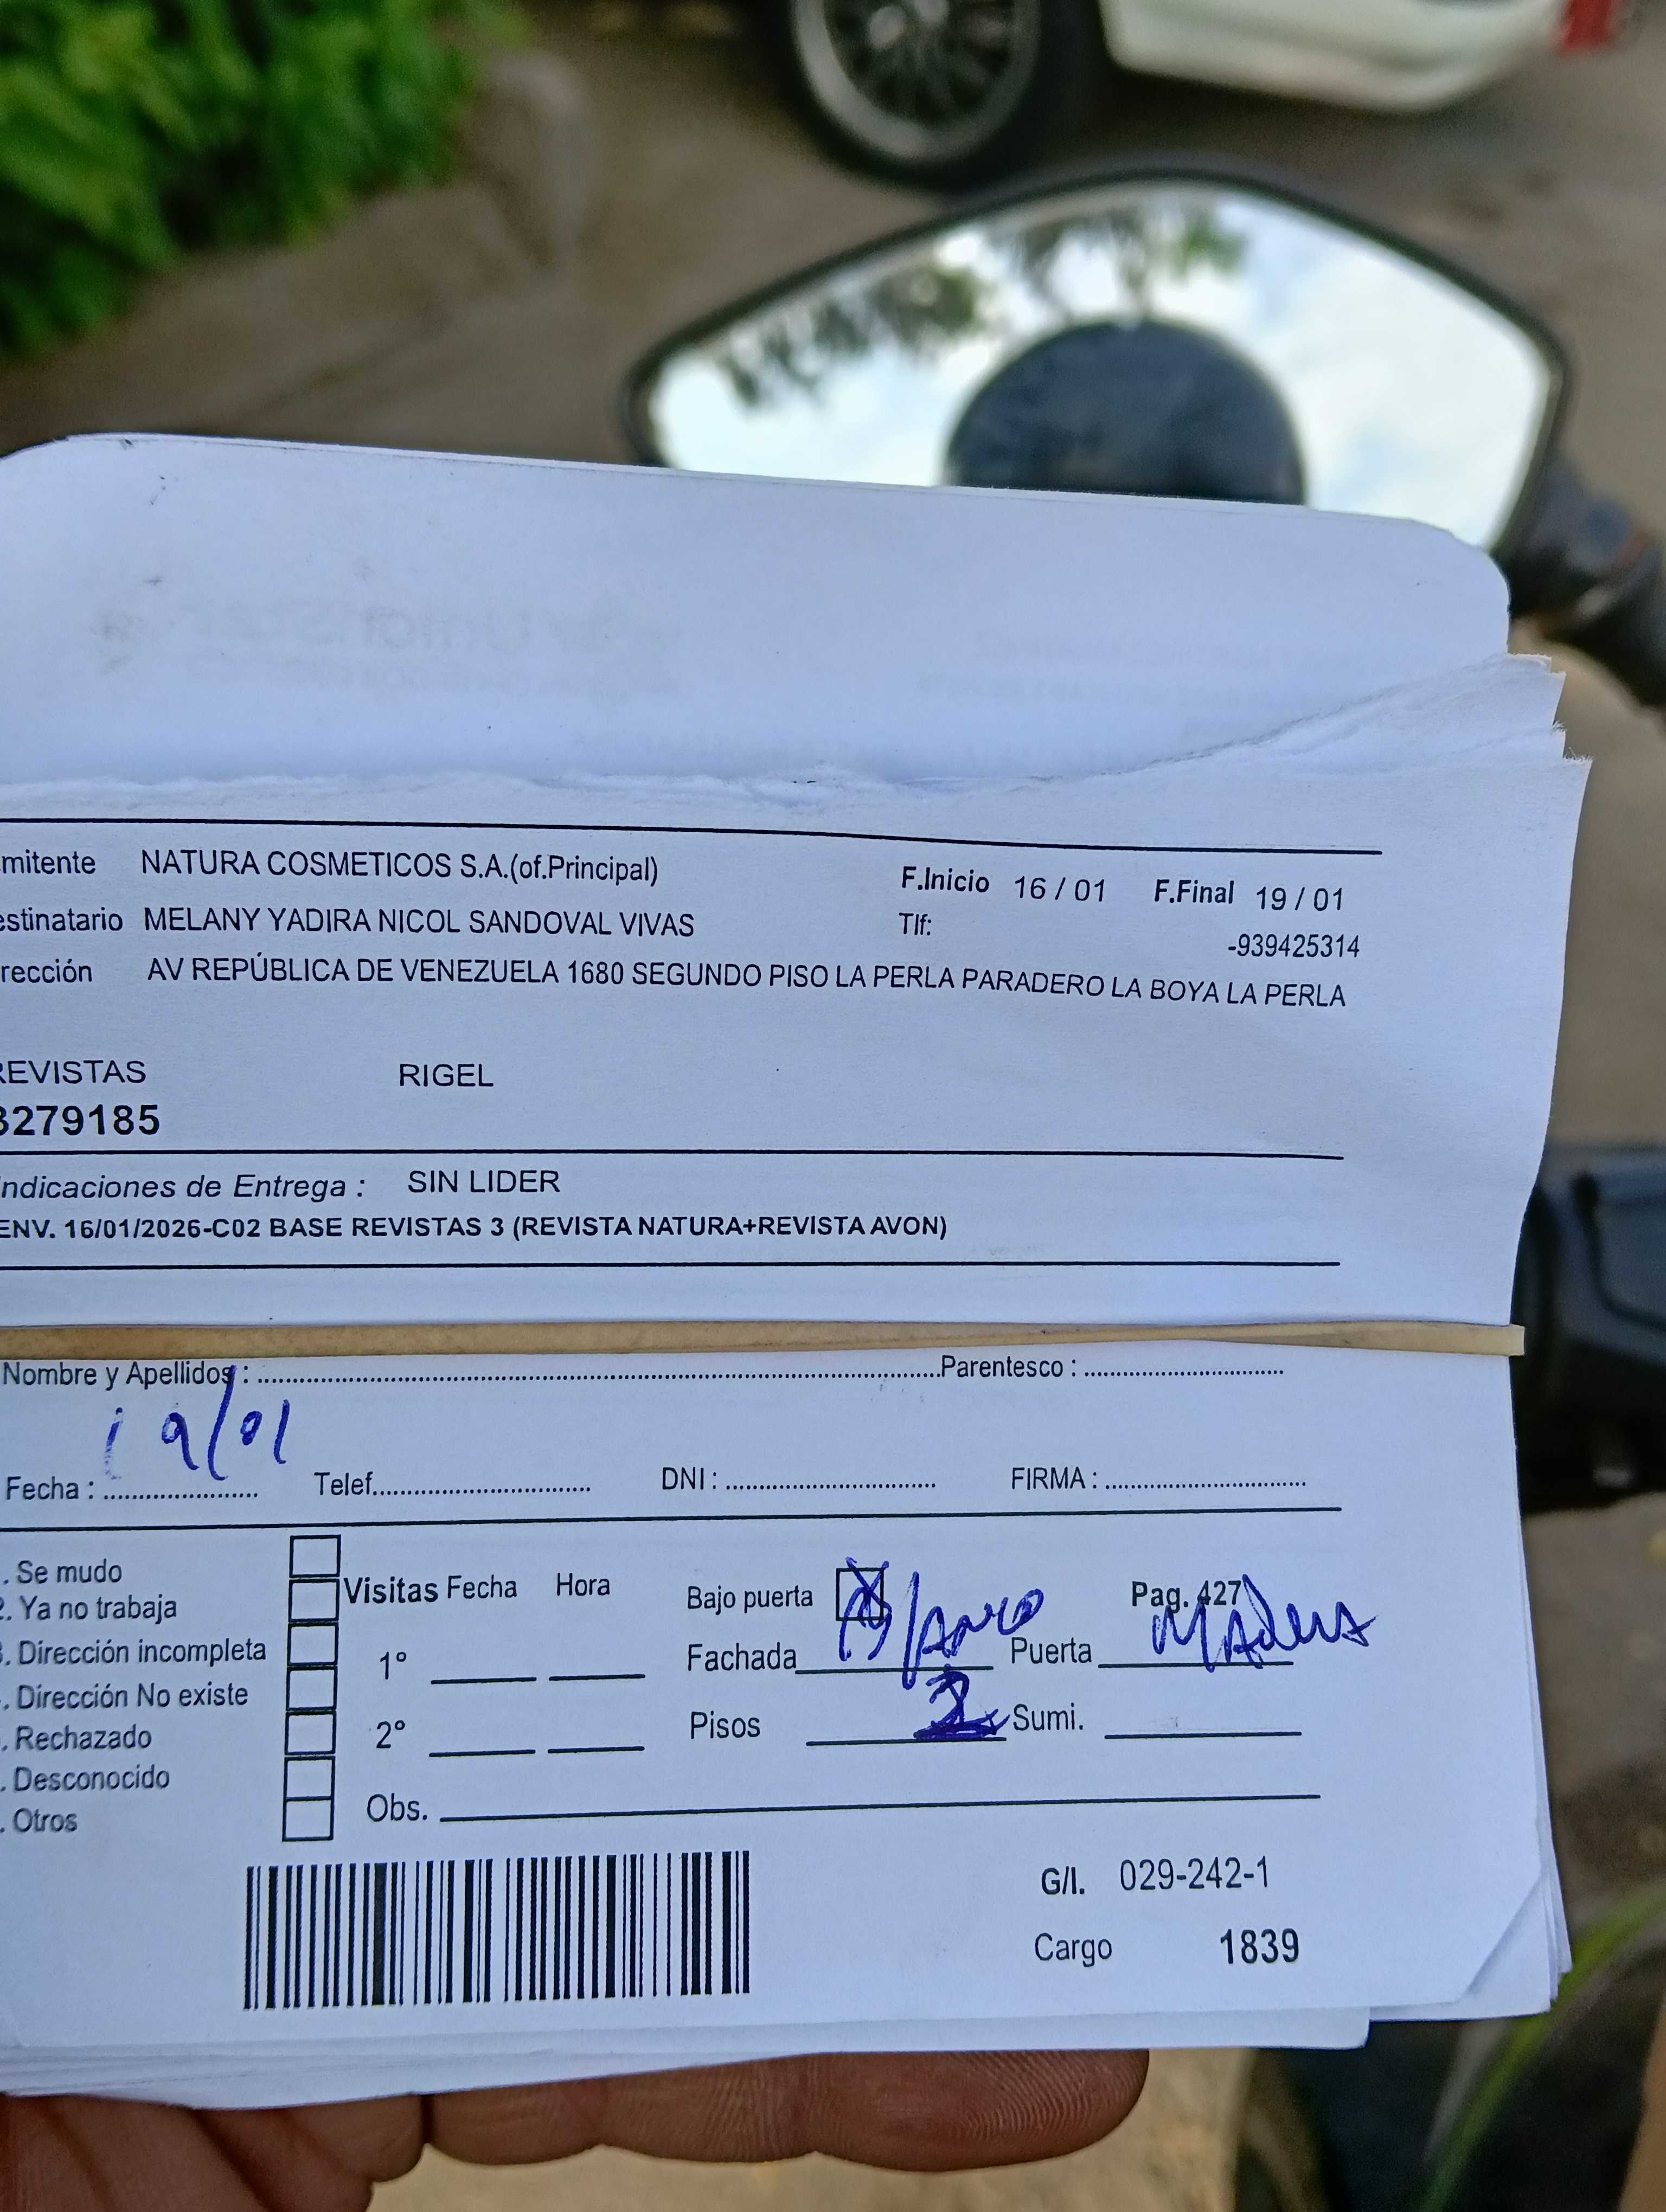 mitente NATURA COSMETICOS S.A.(of.Principal) F.Inicio 16 / 01 F.Final 19 / 01
estinatario MELANY YADIRA NICOL SANDOVAL VIVAS Tlf: -939425314
rección AV REPÚBLICA DE VENEZUELA 1680 SEGUNDO PISO LA PERLA PARADERO LA BOYA LA PERLA
REVISTAS RIGEL
3279185
Indicaciones de Entrega : SIN LIDER
ENV. 16/01/2026-C02 BASE REVISTAS 3 (REVISTA NATURA+REVISTA AVON)
Nombre y Apellidos : Parentesco :
19/01
Fecha : Telef. DNI : FIRMA :
. Se mudo
2. Ya no trabaja
3. Dirección incompleta
. Dirección No existe
. Rechazado
. Desconocido
. Otros
Visitas Fecha Hora
1°
2°
Obs.
Bajo puerta X Pag. 427
Fachada Blanco Puerta Madera
Pisos 2 Sumi.
G/I. 029-242-1
Cargo 1839